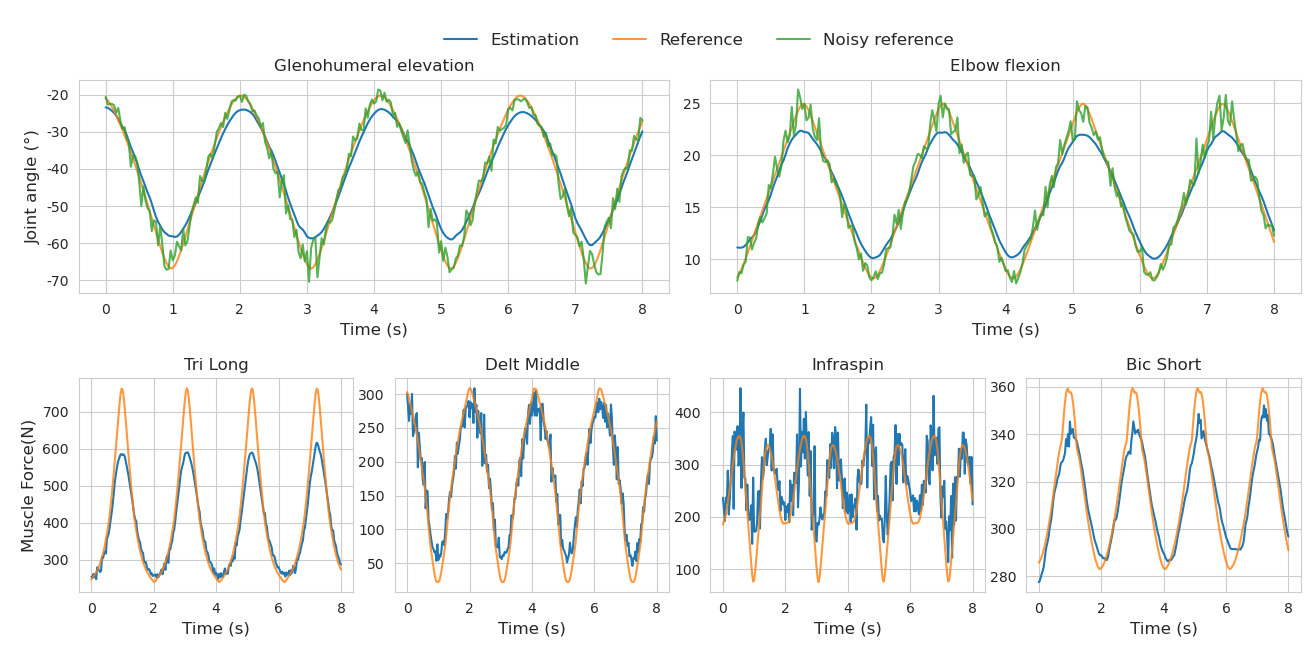 Estimation Reference Noisy reference
Glenohumeral elevation Elbow flexion
Joint angle (°)
-20
-30
-40
-50
-60
-70
0 1 2 3 4 5 6 7 8
Time (s)
25
20
15
10
0 1 2 3 4 5 6 7 8
Time (s)
Tri Long
Muscle Force(N)
700
600
500
400
300
0 2 4 6 8
Time (s)
Delt Middle
300
250
200
150
100
50
0 2 4 6 8
Time (s)
Infraspin
400
300
200
100
0 2 4 6 8
Time (s)
Bic Short
360
340
320
300
280
0 2 4 6 8
Time (s)